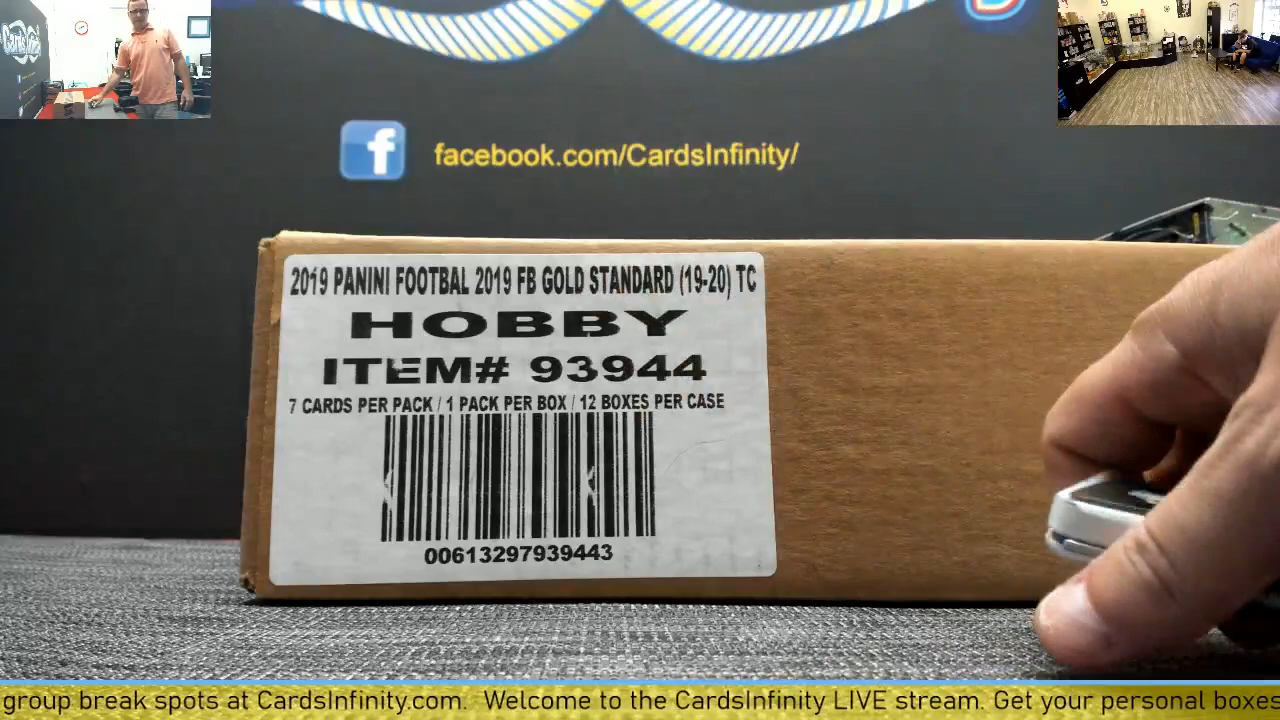 facebook.com/CardsInfinity/
2019 PANINI FOOTBAL 2019 FB GOLD STANDARD (19-20) TC
HOBBY
ITEM# 93944
7 CARDS PER PACK / 1 PACK PER BOX / 12 BOXES PER CASE
00613297939443
group break spots at CardsInfinity.com. Welcome to the CardsInfinity LIVE stream. Get your personal boxes